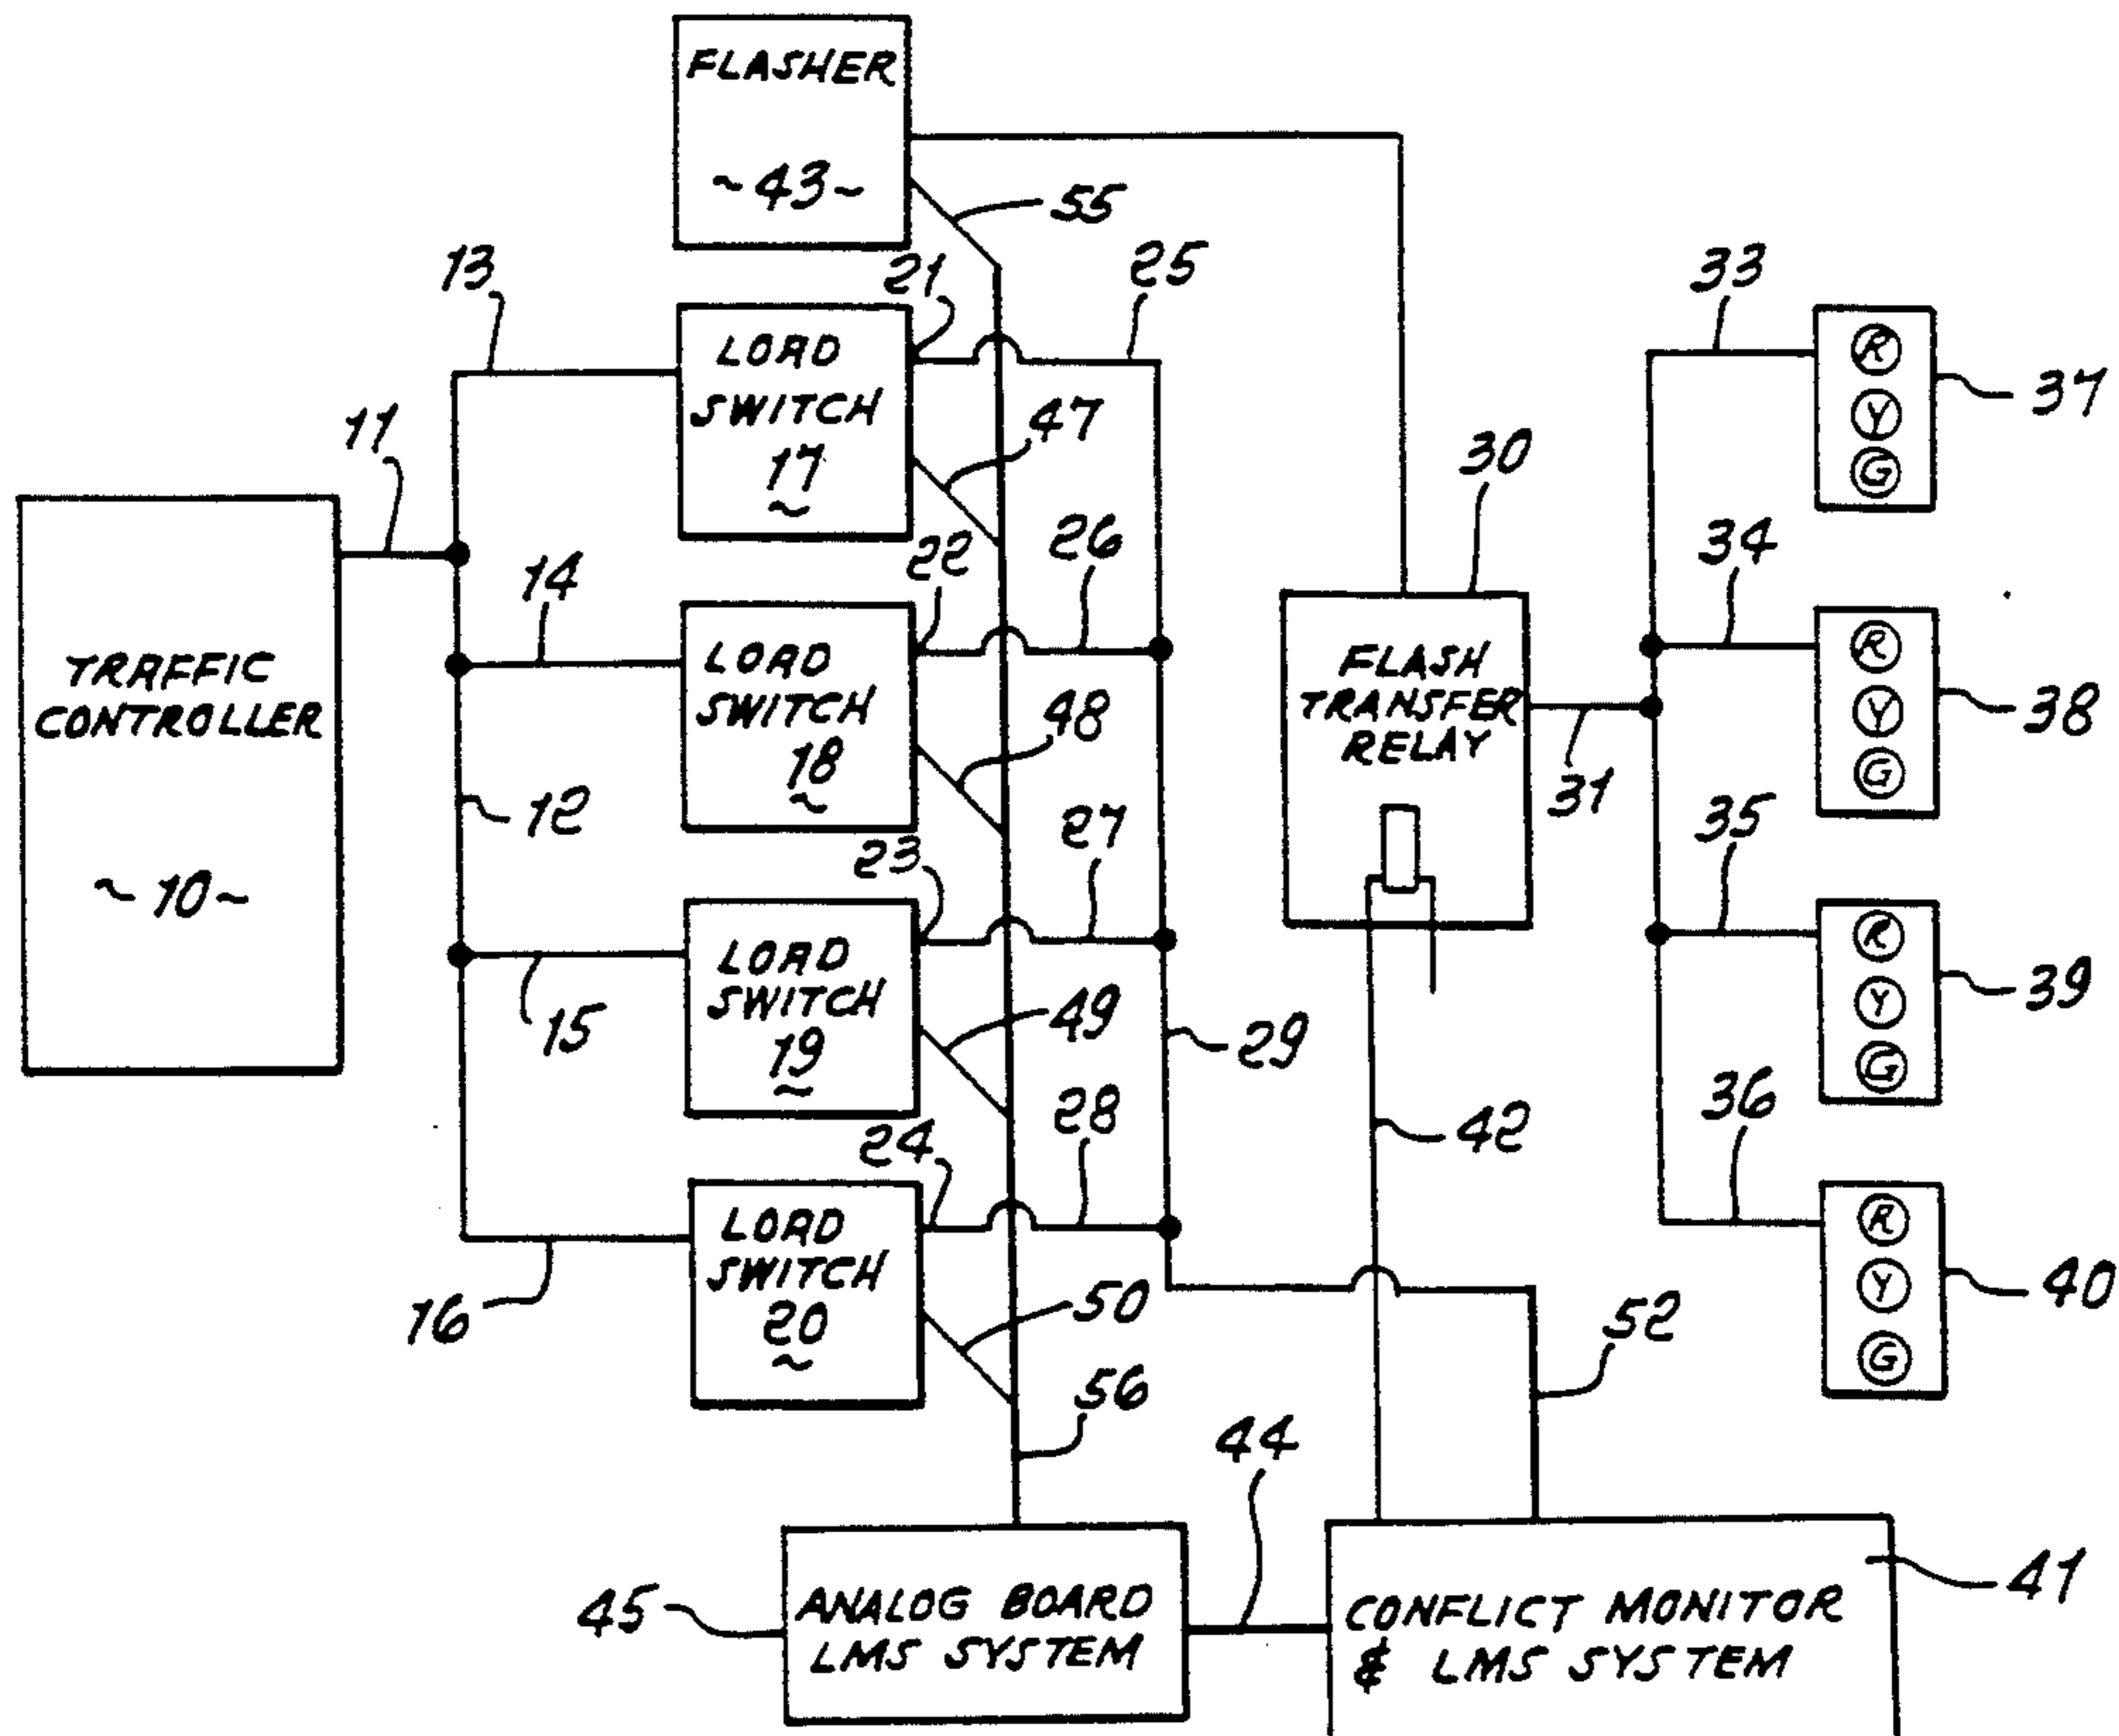 FLASHER
~43~
55
13
21
25
33
LOAD
SWITCH
17
R
Y
G
37
11
47
30
22
26
14
34
TRAFFIC
CONTROLLER
~10~
LOAD
SWITCH
18
48
FLASH
TRANSFER
RELAY
R
Y
G
38
31
12
23
27
35
LOAD
SWITCH
19
15
49
29
R
Y
G
39
24
28
42
36
LOAD
SWITCH
20
16
50
52
R
Y
G
40
56
44
45
ANALOG BOARD
LMS SYSTEM
CONFLICT MONITOR
& LMS SYSTEM
41